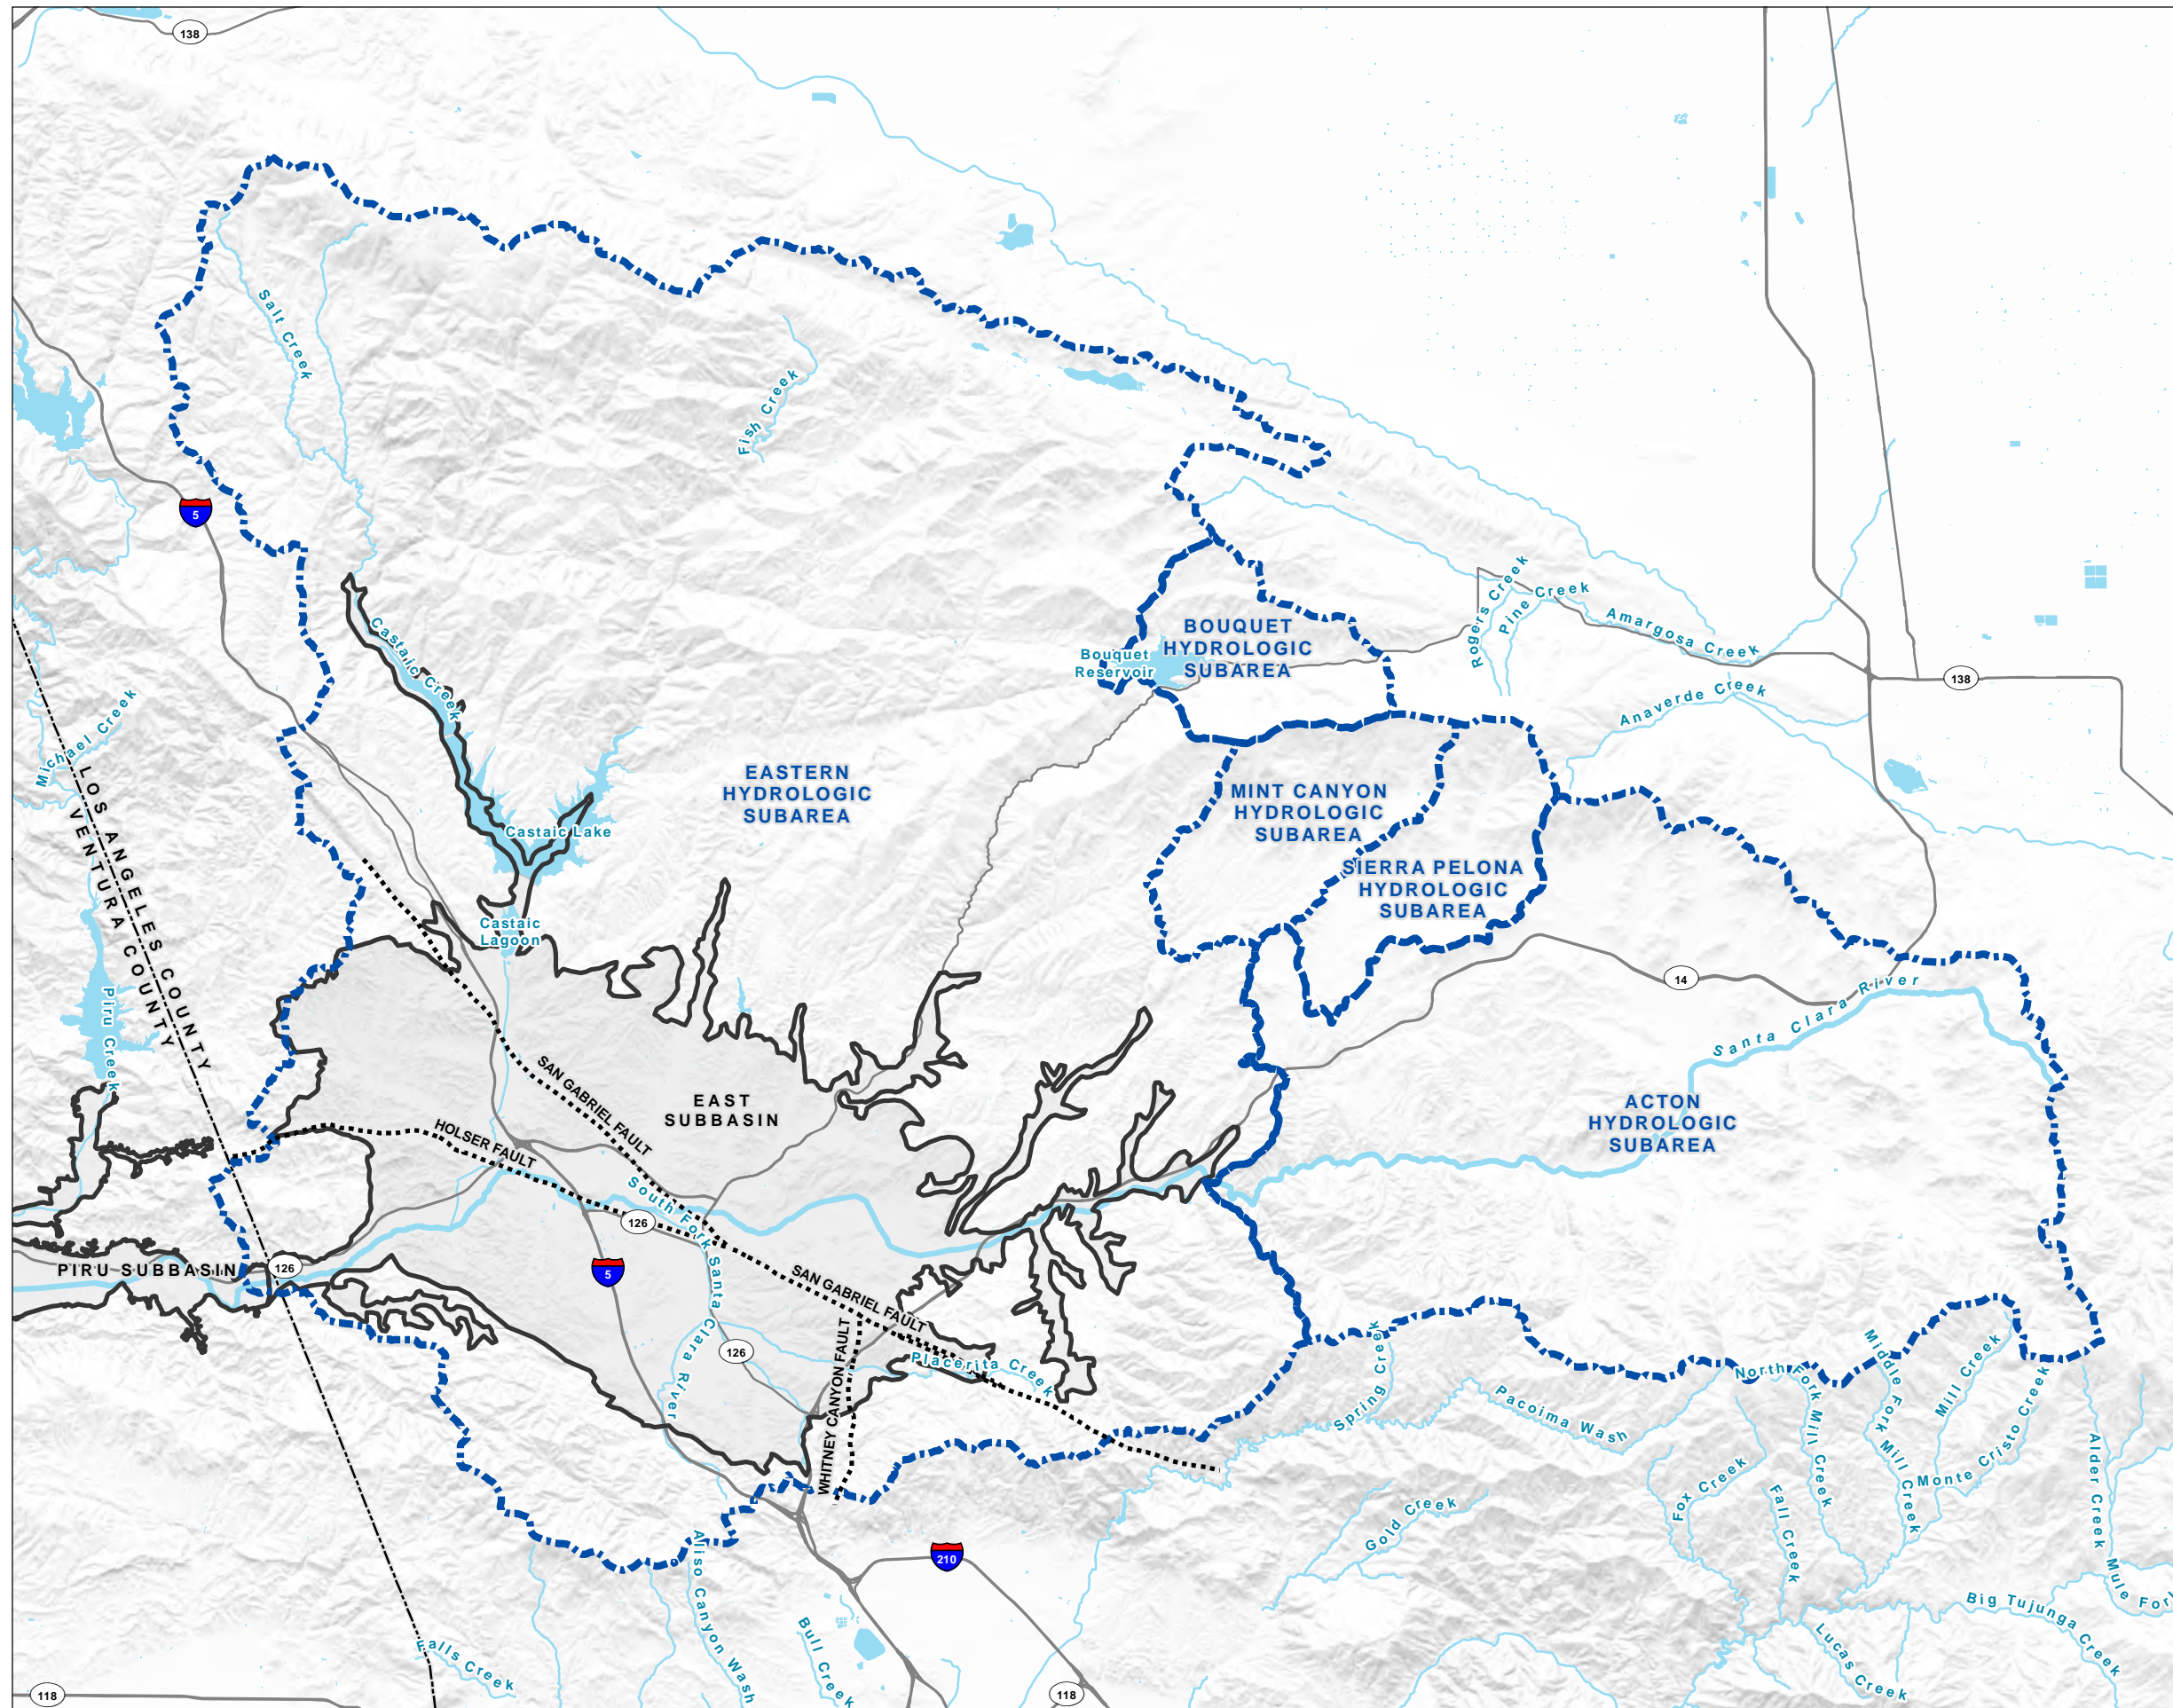 138
Salt Creek
Fish Creek
5
Rogers Creek
Pine Creek
Amargosa Creek
BOUQUET
HYDROLOGIC
SUBAREA
Bouquet
Reservoir
138
Anaverde Creek
Castaic Creek
Michael Creek
LOS ANGELES COUNTY
VENTURA COUNTY
EASTERN
HYDROLOGIC
SUBAREA
MINT CANYON
HYDROLOGIC
SUBAREA
Castaic Lake
SIERRA PELONA
HYDROLOGIC
SUBAREA
Castaic
Lagoon
14
Piru Creek
Santa Clara River
SAN GABRIEL FAULT
EAST
SUBBASIN
ACTON
HYDROLOGIC
SUBAREA
HOLSER FAULT
South Fork Santa Clara River
126
PIRU SUBBASIN
126
5
SAN GABRIEL FAULT
126
WHITNEY CANYON FAULT
Placerita Creek
Spring Creek
Pacoima Wash
North Fork Mill Creek
Middle Fork Mill Creek
Mill Creek
Monte Cristo Creek
Alder Creek
Fox Creek
Fall Creek
Gold Creek
210
Aliso Canyon Wash
Bull Creek
Falls Creek
Mule Fork
Big Tujunga Creek
Lucas Creek
118
118